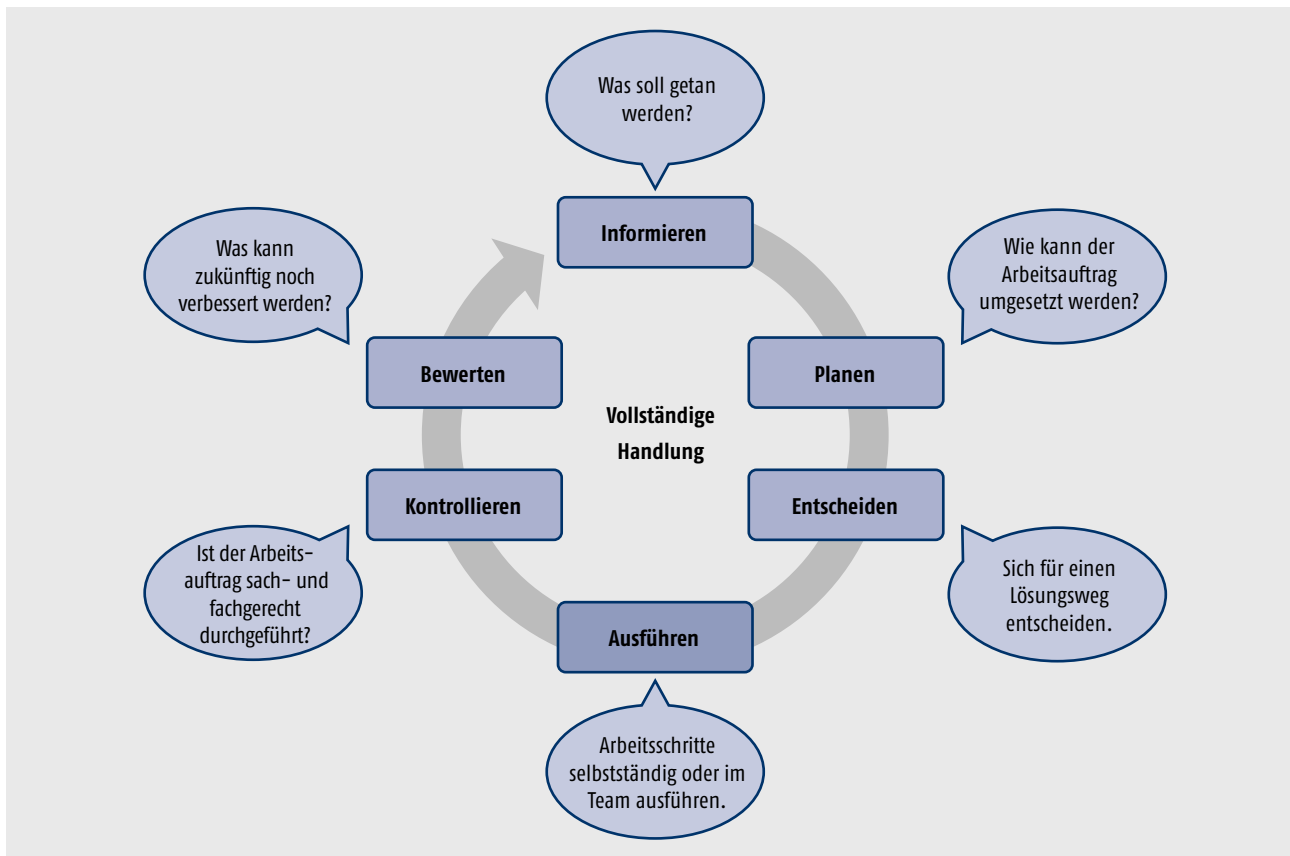 Was soll getan
werden?
Informieren
Wie kann der
Arbeitsauftrag
umgesetzt werden?
Planen
Entscheiden
Sich für einen
Lösungsweg
entscheiden.
Ausführen
Arbeitsschritte
selbstständig oder im
Team ausführen.
Kontrollieren
Ist der Arbeits-
auftrag sach- und
fachgerecht
durchgeführt?
Bewerten
Was kann
zukünftig noch
verbessert werden?
Vollständige
Handlung